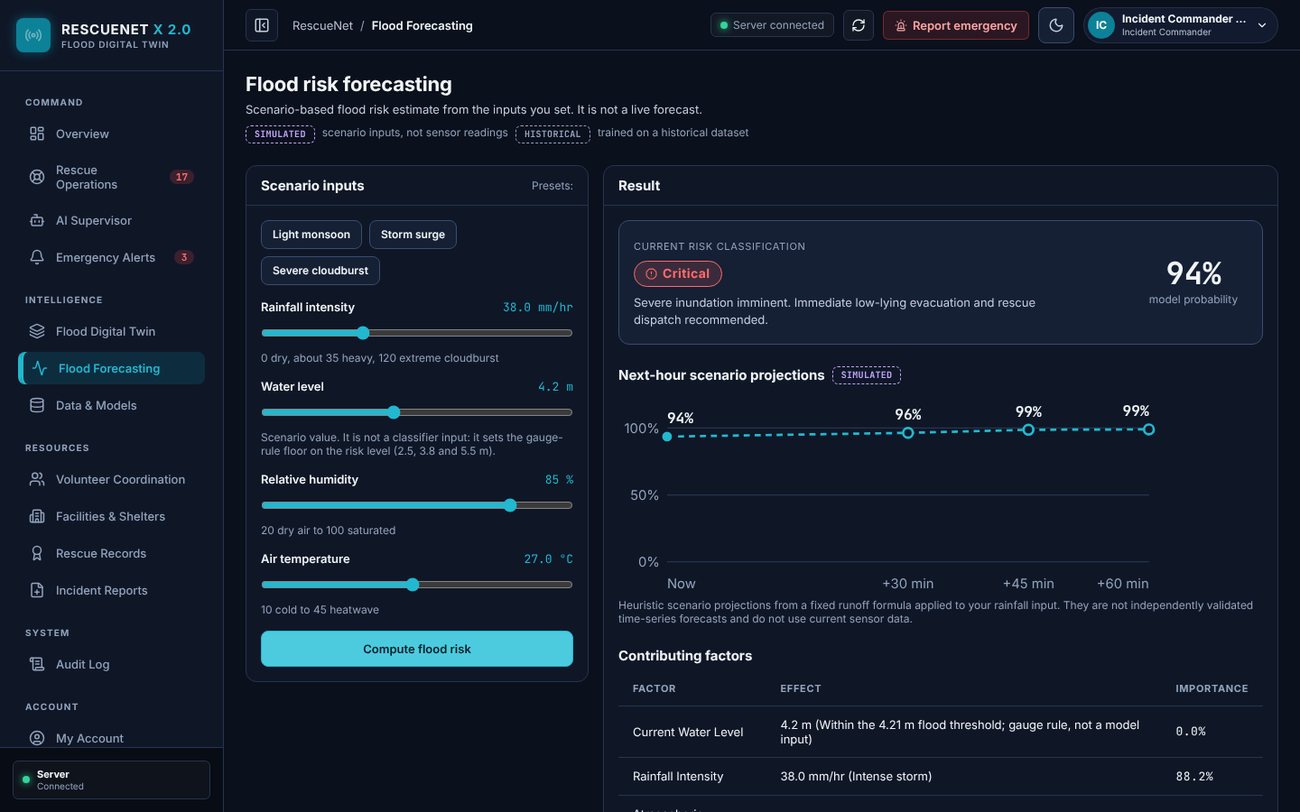 RESCUENET X 2.0
FLOOD DIGITAL TWIN
COMMAND
Overview
Rescue
Operations
17
AI Supervisor
Emergency Alerts
3
INTELLIGENCE
Flood Digital Twin
Flood Forecasting
Data & Models
RESOURCES
Volunteer Coordination
Facilities & Shelters
Rescue Records
Incident Reports
SYSTEM
Audit Log
ACCOUNT
My Account
Server
Connected
RescueNet / Flood Forecasting
Server connected
Report emergency
IC
Incident Commander ...
Incident Commander
Flood risk forecasting
Scenario-based flood risk estimate from the inputs you set. It is not a live forecast.
SIMULATED scenario inputs, not sensor readings HISTORICAL trained on a historical dataset
Scenario inputs
Presets:
Light monsoon
Storm surge
Severe cloudburst
Rainfall intensity 38.0 mm/hr
0 dry, about 35 heavy, 120 extreme cloudburst
Water level 4.2 m
Scenario value. It is not a classifier input: it sets the gauge-
rule floor on the risk level (2.5, 3.8 and 5.5 m).
Relative humidity 85 %
20 dry air to 100 saturated
Air temperature 27.0 °C
10 cold to 45 heatwave
Compute flood risk
Result
CURRENT RISK CLASSIFICATION
Critical
Severe inundation imminent. Immediate low-lying evacuation and rescue
dispatch recommended.
94%
model probability
Next-hour scenario projections SIMULATED
94% 96% 99% 99%
100%
50%
0%
Now +30 min +45 min +60 min
Heuristic scenario projections from a fixed runoff formula applied to your rainfall input. They are not independently validated
time-series forecasts and do not use current sensor data.
Contributing factors
FACTOR EFFECT IMPORTANCE
Current Water Level 4.2 m (Within the 4.21 m flood threshold; gauge rule, not a model
input) 0.0%
Rainfall Intensity 38.0 mm/hr (Intense storm) 88.2%